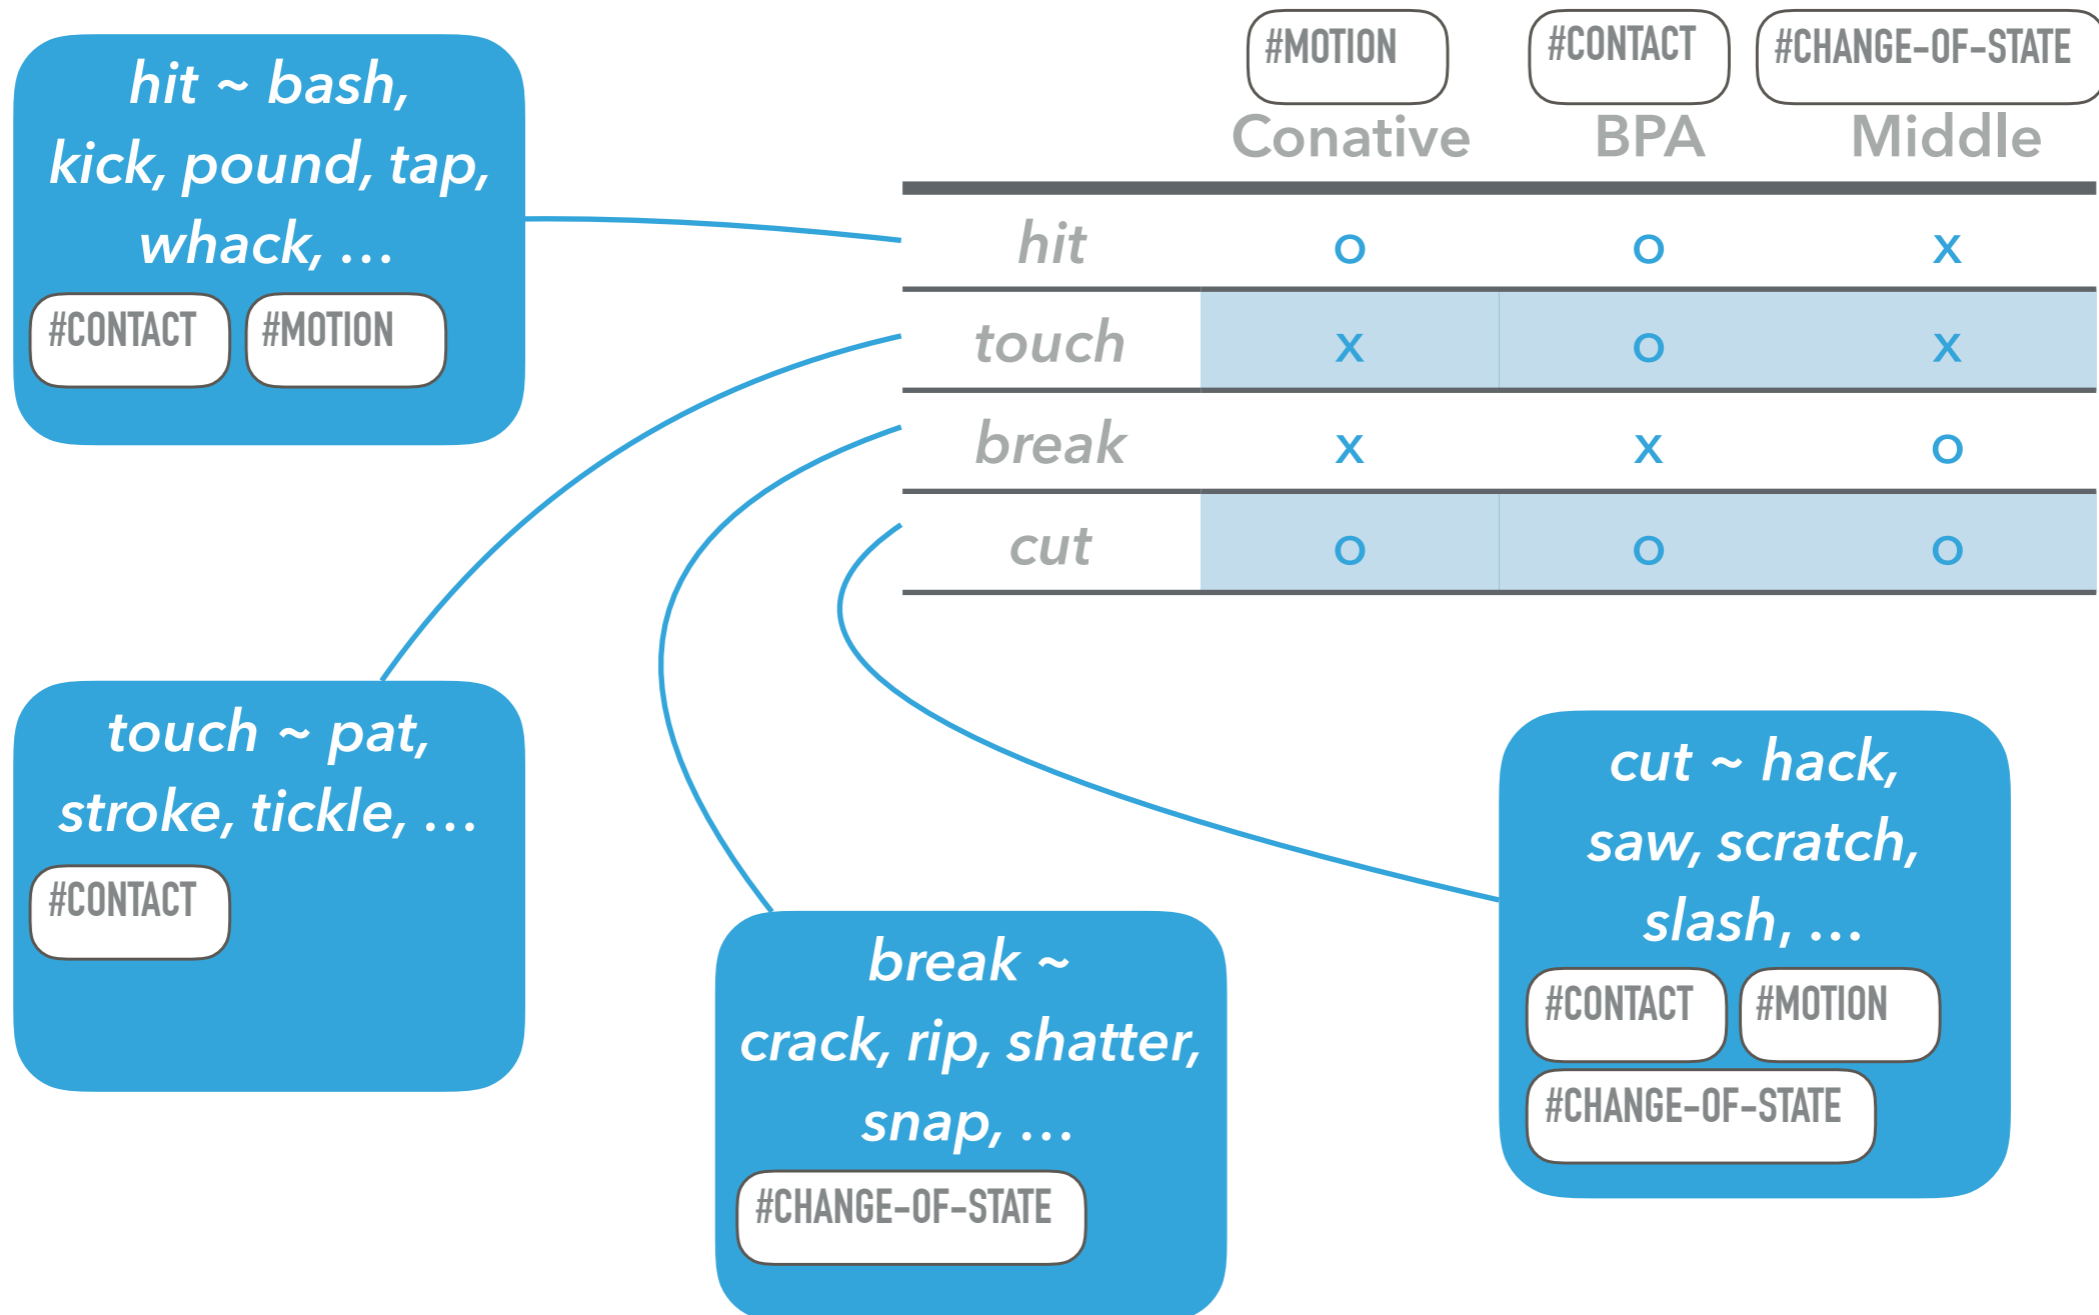 hit ~ bash,
kick, pound, tap,
whack, …
#CONTACT #MOTION
#MOTION #CONTACT #CHANGE-OF-STATE
Conative BPA Middle
hit o o x
touch x o x
break x x o
cut o o o
touch ~ pat,
stroke, tickle, …
#CONTACT
break ~
crack, rip, shatter,
snap, …
#CHANGE-OF-STATE
cut ~ hack,
saw, scratch,
slash, …
#CONTACT #MOTION
#CHANGE-OF-STATE